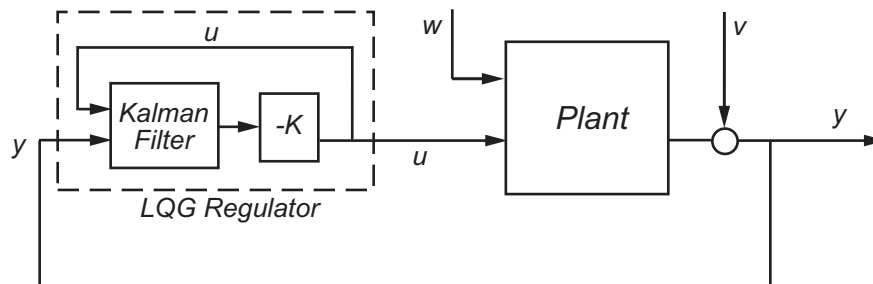 u
w
v
Kalman
Filter
-K
Plant
y
y
u
LQG Regulator